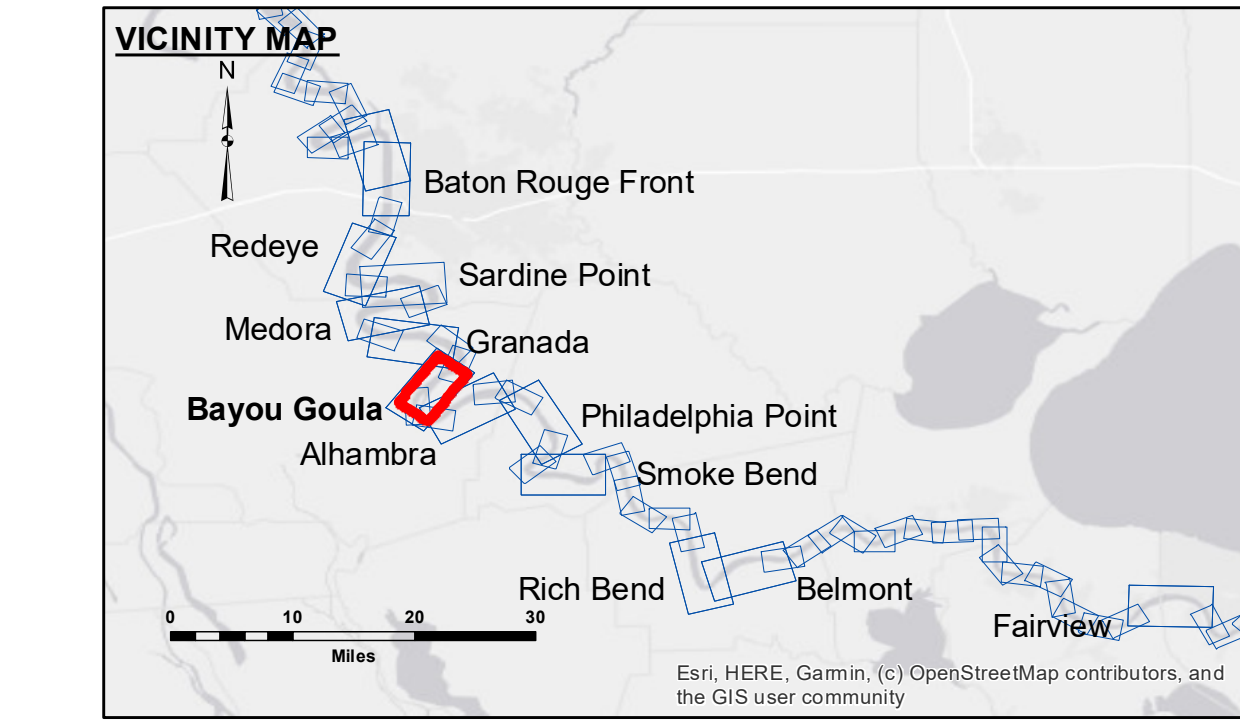 VICINITY MAP
N
Baton Rouge Front
Redeye
Sardine Point
Medora
Granada
Bayou Goula
Philadelphia Point
Alhambra
Smoke Bend
Rich Bend
Belmont
Fairview
0 10 20 30
Miles
Esri, HERE, Garmin, (c) OpenStreetMap contributors, and
the GIS user community